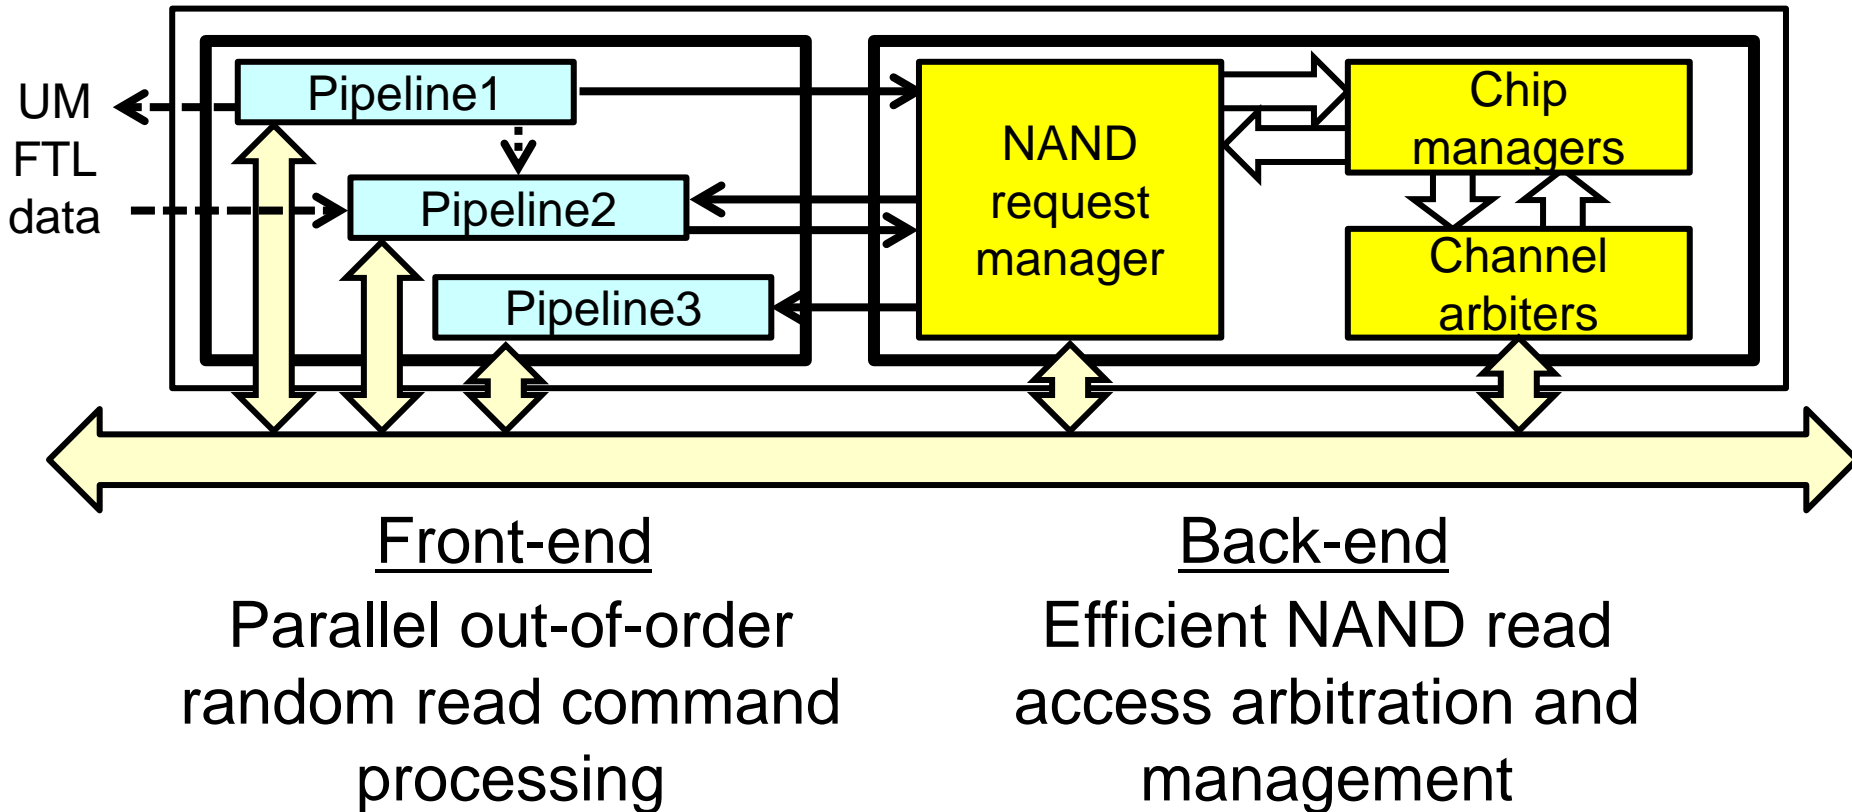 UM
FTL
data
Pipeline1
Pipeline2
Pipeline3
NAND
request
manager
Chip
managers
Channel
arbiters
Front-end
Parallel out-of-order
random read command
processing
Back-end
Efficient NAND read
access arbitration and
management